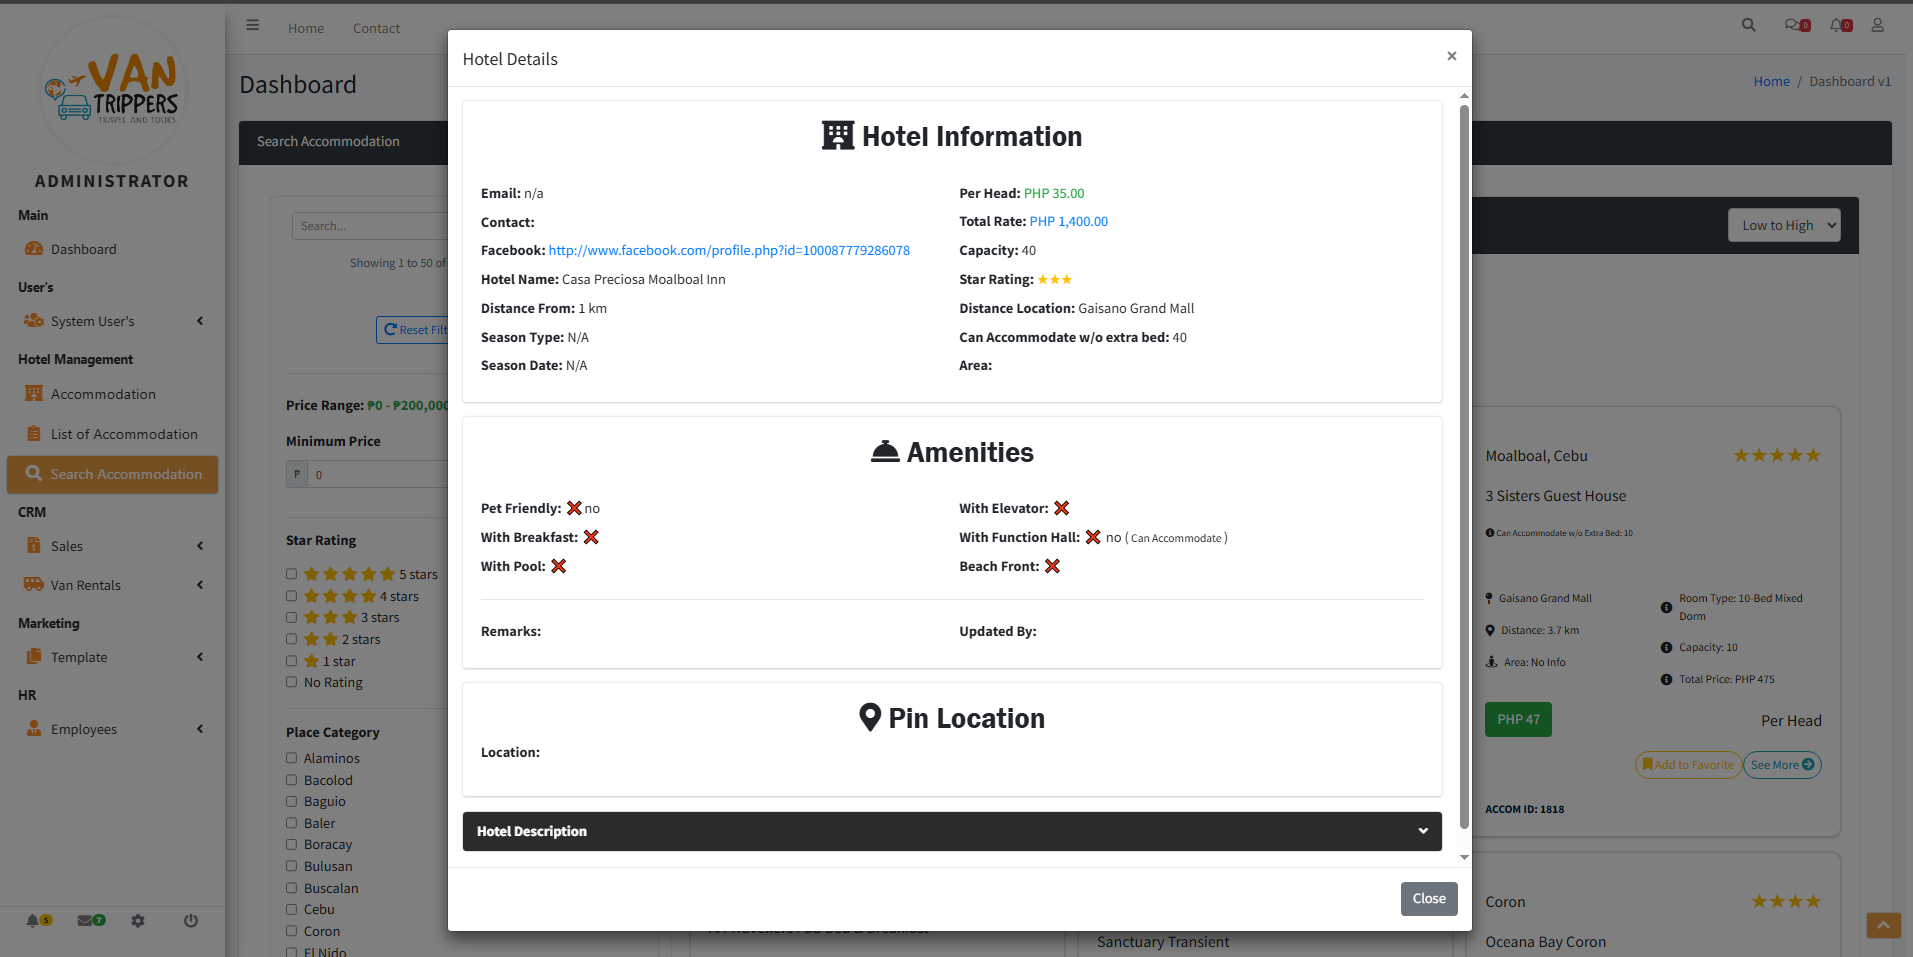 VAN
TRIPPERS
TRAVEL AND TOURS
ADMINISTRATOR
Main
Dashboard
User's
System User's
Hotel Management
Accommodation
List of Accommodation
Search Accommodation
CRM
Sales
Van Rentals
Marketing
Template
HR
Employees
5
7
Home
Contact
0
0
Dashboard
Home / Dashboard v1
Search Accommodation
Search...
Showing 1 to 50 of
Reset Filt
Price Range: ₱0 - ₱200,000
Minimum Price
₱ 0
Star Rating
5 stars
4 stars
3 stars
2 stars
1 star
No Rating
Place Category
Alaminos
Bacolod
Baguio
Baler
Boracay
Bulusan
Buscalan
Cebu
Coron
El Nido
Hotel Details
×
Hotel Information
Email: n/a
Contact:
Facebook: http://www.facebook.com/profile.php?id=100087779286078
Hotel Name: Casa Preciosa Moalboal Inn
Distance From: 1 km
Season Type: N/A
Season Date: N/A
Per Head: PHP 35.00
Total Rate: PHP 1,400.00
Capacity: 40
Star Rating:
Distance Location: Gaisano Grand Mall
Can Accommodate w/o extra bed: 40
Area:
Amenities
Pet Friendly: no
With Breakfast:
With Pool:
With Elevator:
With Function Hall: no ( Can Accommodate )
Beach Front:
Remarks:
Updated By:
Pin Location
Location:
Hotel Description
Close
Low to High
Moalboal, Cebu
3 Sisters Guest House
Can Accommodate w/o Extra Bed: 10
Gaisano Grand Mall
Distance: 3.7 km
Area: No Info
Room Type: 10-Bed Mixed
Dorm
Capacity: 10
Total Price: PHP 475
PHP 47
Per Head
Add to Favorite
See More
ACCOM ID: 1818
Sanctuary Transient
Coron
Oceana Bay Coron